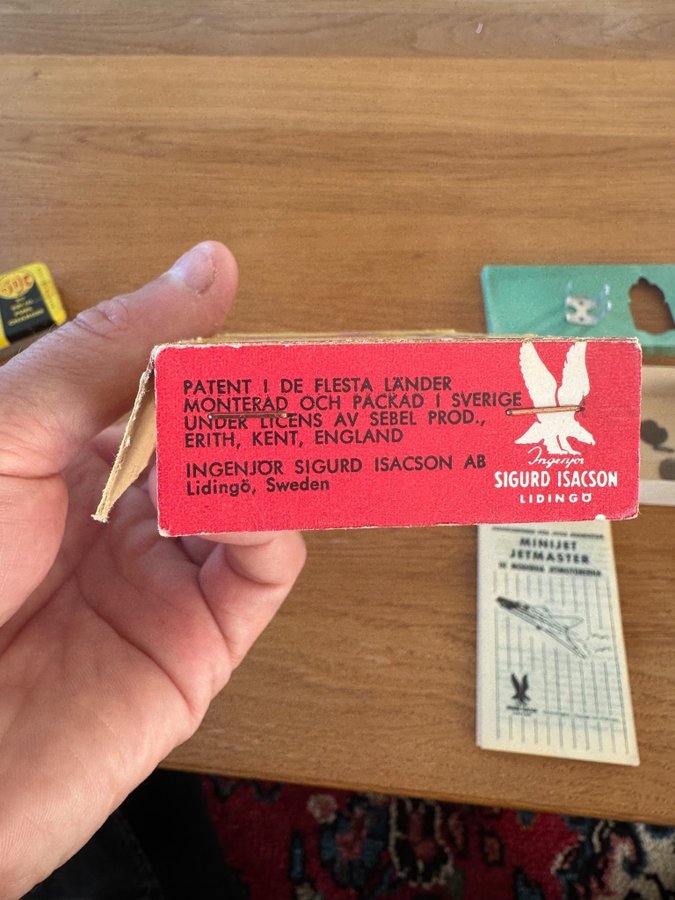 PATENT I DE FLESTA LÄNDER
MONTERAD OCH PACKAD I SVERIGE
UNDER LICENS AV SEBEL PROD.,
ERITH, KENT, ENGLAND
INGENJÖR SIGURD ISACSON AB
Lidingö, Sweden
Ingenjör
SIGURD ISACSON
LIDINGÖ
MINIJET
JETMASTER